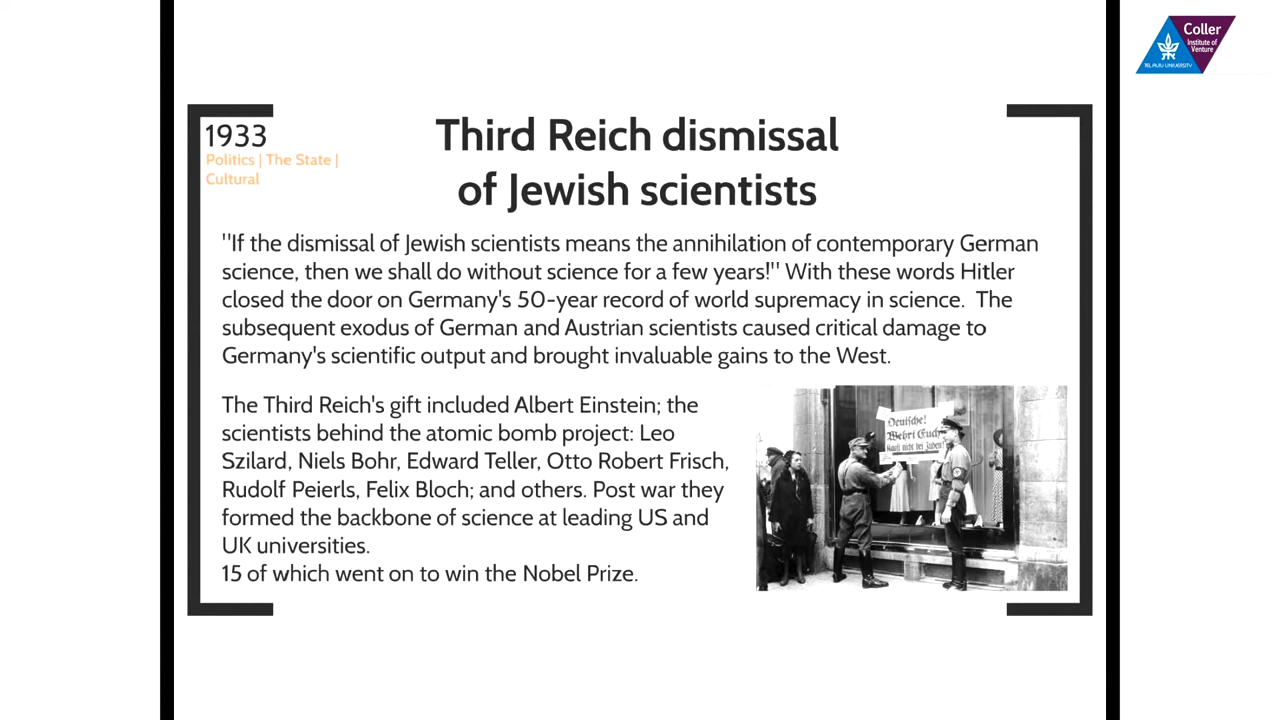 Coller
Institute of
Venture
TEL AVIV UNIVERSITY
1933
Politics | The State |
Cultural
Third Reich dismissal
of Jewish scientists
"If the dismissal of Jewish scientists means the annihilation of contemporary German
science, then we shall do without science for a few years!" With these words Hitler
closed the door on Germany's 50-year record of world supremacy in science.  The
subsequent exodus of German and Austrian scientists caused critical damage to
Germany's scientific output and brought invaluable gains to the West.
The Third Reich's gift included Albert Einstein; the
scientists behind the atomic bomb project: Leo
Szilard, Niels Bohr, Edward Teller, Otto Robert Frisch,
Rudolf Peierls, Felix Bloch; and others. Post war they
formed the backbone of science at leading US and
UK universities.
15 of which went on to win the Nobel Prize.
Deutsche!
Wehrt Euch
Kauft nicht bei Juden!